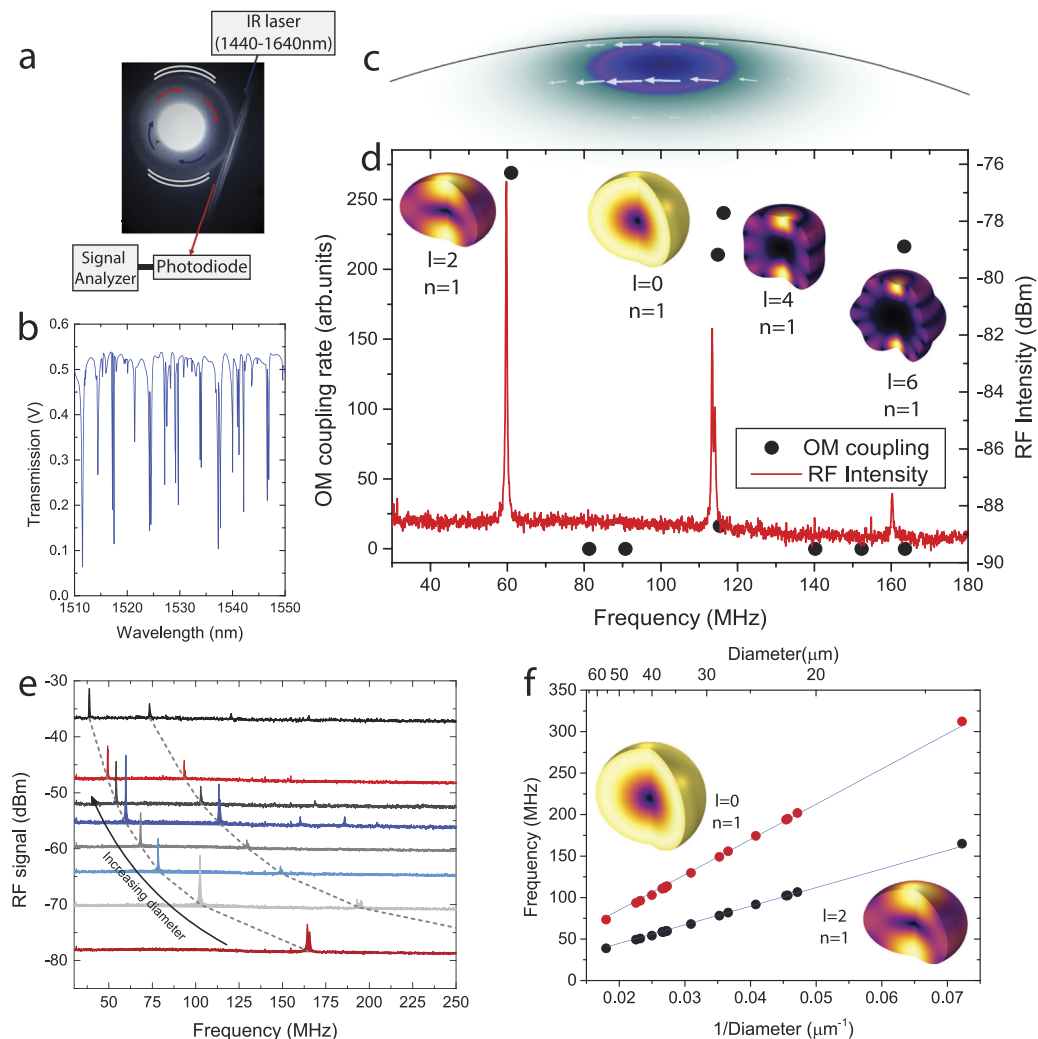 a
IR laser
(1440-1640nm)
Signal
Analyzer
Photodiode
b
Transmission (V)
0.6
0.5
0.4
0.3
0.2
0.1
0.0
1510 1520 1530 1540 1550
Wavelength (nm)
c
d
OM coupling rate (arb.units)
250
200
150
100
50
0
l=2
n=1
l=0
n=1
l=4
n=1
l=6
n=1
OM coupling
RF Intensity
-76
-78
-80
-82
-84
-86
-88
-90
RF Intensity (dBm)
40 60 80 100 120 140 160 180
Frequency (MHz)
e
RF signal (dBm)
-30
-40
-50
-60
-70
-80
Increasing diameter
50 75 100 125 150 175 200 225 250
Frequency (MHz)
f
Diameter(μm)
60 50 40 30 20
Frequency (MHz)
350
300
250
200
150
100
50
0
l=0
n=1
l=2
n=1
0.02 0.03 0.04 0.05 0.06 0.07
1/Diameter (μm⁻¹)